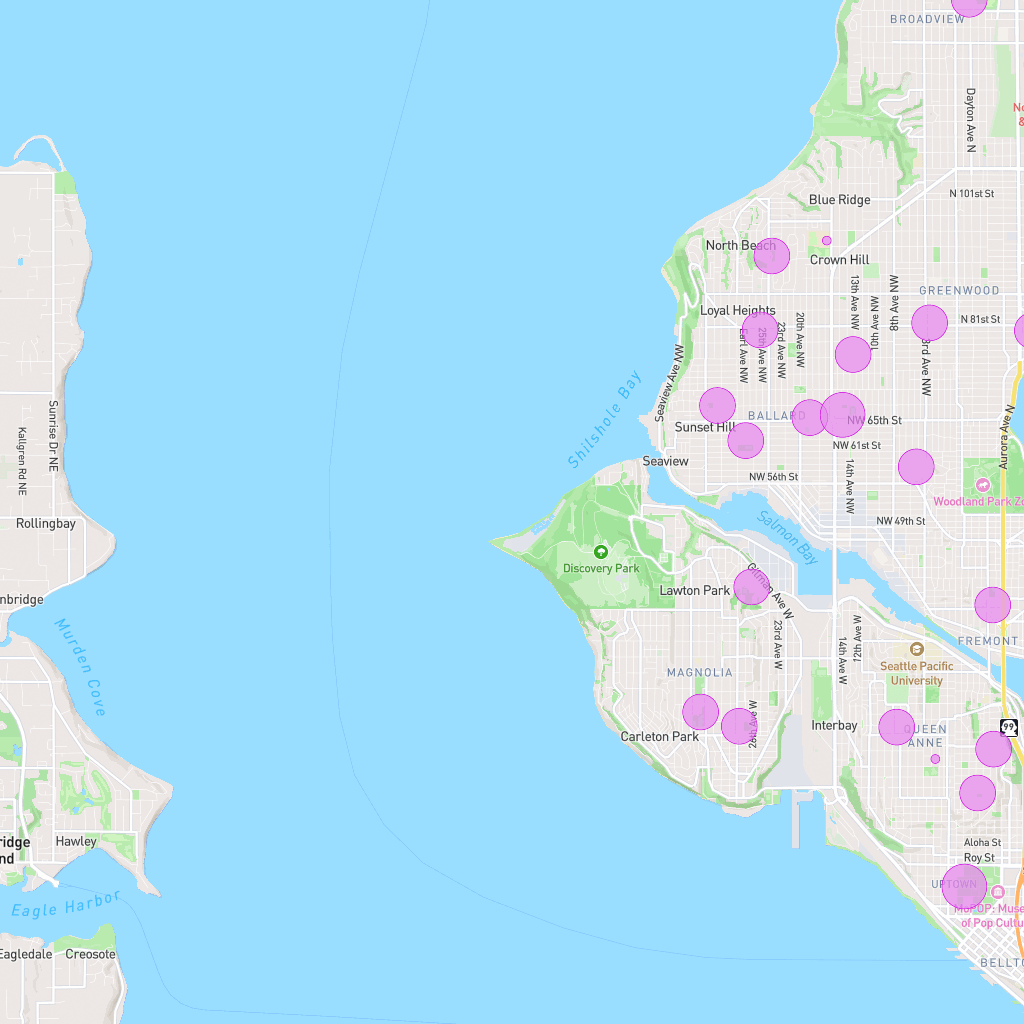 BROADVIEW
Dayton Ave N
No
&
N 101st St
Blue Ridge
North Beach
Crown Hill
13th Ave NW
8th Ave NW
GREENWOOD
10th Ave NW
Loyal Heights
20th Ave NW
N 81st St
23rd Ave NW
25th Ave NW
Earl Ave NW
3rd Ave NW
Seaview Ave NW
Shilshole Bay
Sunrise Dr NE
Kallgren Rd NE
BALLARD
NW 65th St
Sunset Hill
Aurora Ave N
NW 61st St
Seaview
NW 56th St
14th Ave NW
Woodland Park Zo
Rollingbay
NW 49th St
Salmon Bay
Discovery Park
Lawton Park
Gilman Ave W
nbridge
Murden Cove
23rd Ave W
12th Ave W
14th Ave W
FREMONT
Seattle Pacific
University
MAGNOLIA
26th Ave W
Interbay
Carleton Park
QUEEN
ANNE
99
ridge
nd
Hawley
Aloha St
Roy St
UPTOWN
Eagle Harbor
MoPOP: Muse
of Pop Cultu
Eagledale
Creosote
BELLTO